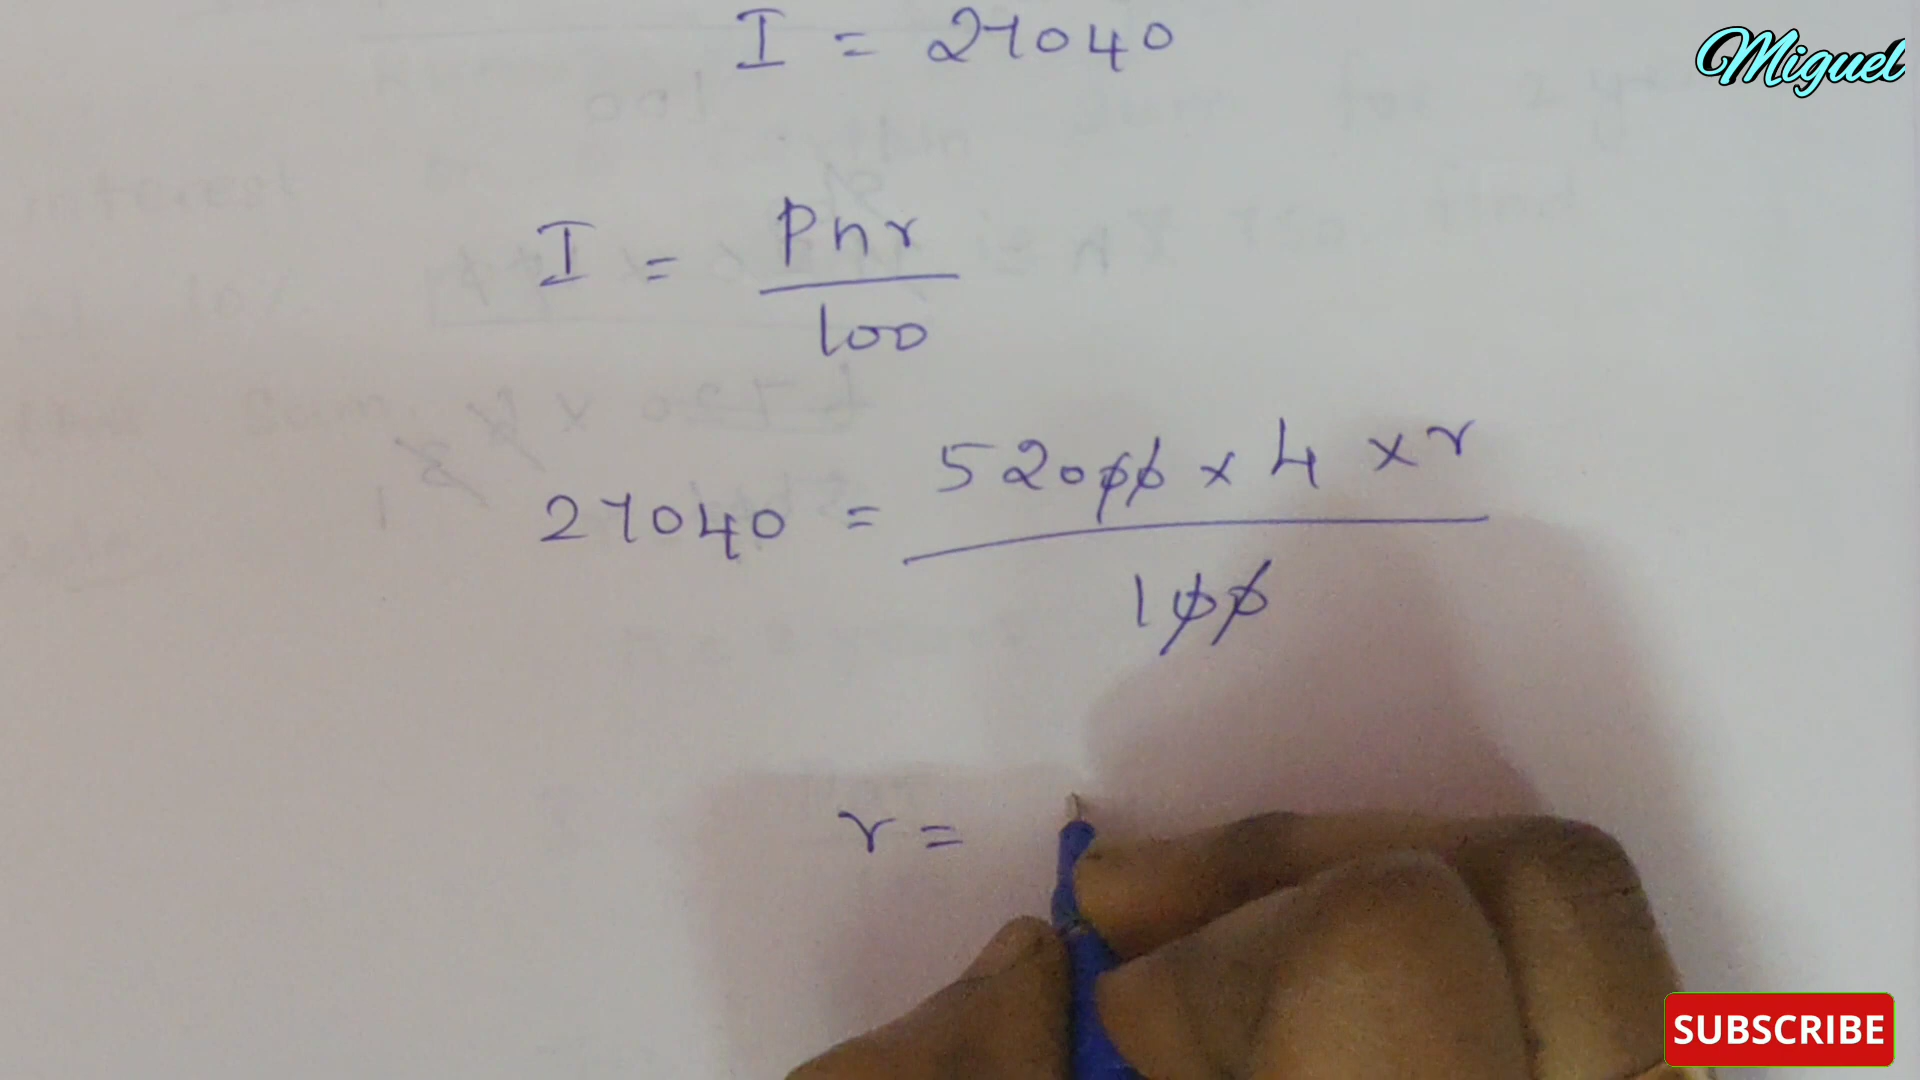 I = 27040
Miguel
I = Pnr
100
27040 = 52000 x 4 x r
100
r =
SUBSCRIBE